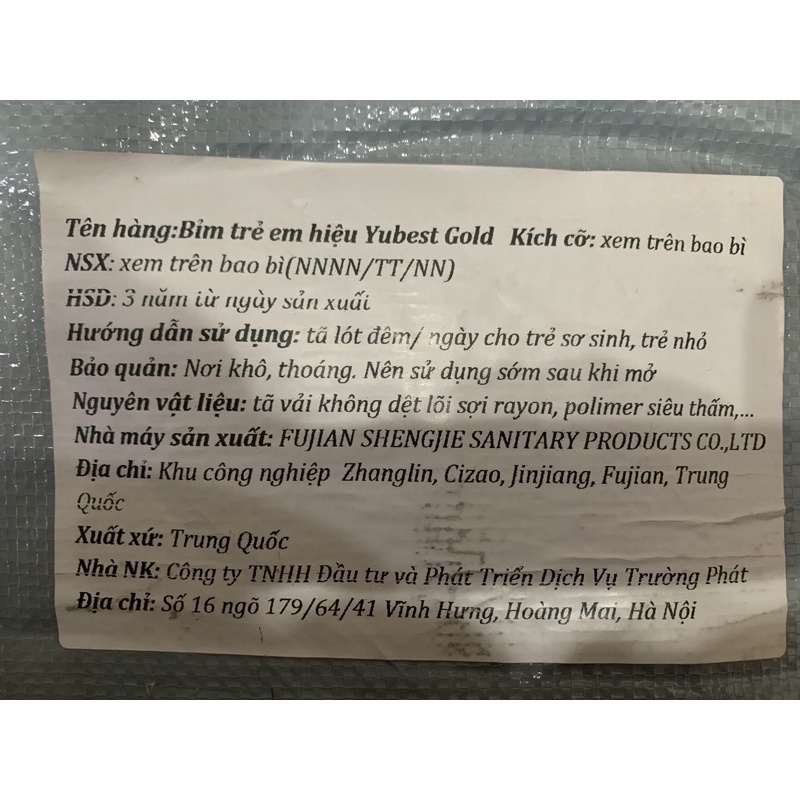 Tên hàng:Bỉm trẻ em hiệu Yubest Gold Kích cỡ: xem trên bao bì
NSX: xem trên bao bì(NNNN/TT/NN)
HSD: 3 năm từ ngày sản xuất
Hướng dẫn sử dụng: tã lót đêm/ ngày cho trẻ sơ sinh, trẻ nhỏ
Bảo quản: Nơi khô, thoáng. Nên sử dụng sớm sau khi mở
Nguyên vật liệu: tã vải không dệt lõi sợi rayon, polimer siêu thấm,...
Nhà máy sản xuất: FUJIAN SHENGJIE SANITARY PRODUCTS CO.,LTD
Địa chỉ: Khu công nghiệp Zhanglin, Cizao, Jinjiang, Fujian, Trung
Quốc
Xuất xứ: Trung Quốc
Nhà NK: Công ty TNHH Đầu tư và Phát Triển Dịch Vụ Trường Phát
Địa chỉ: Số 16 ngõ 179/64/41 Vĩnh Hưng, Hoàng Mai, Hà Nội